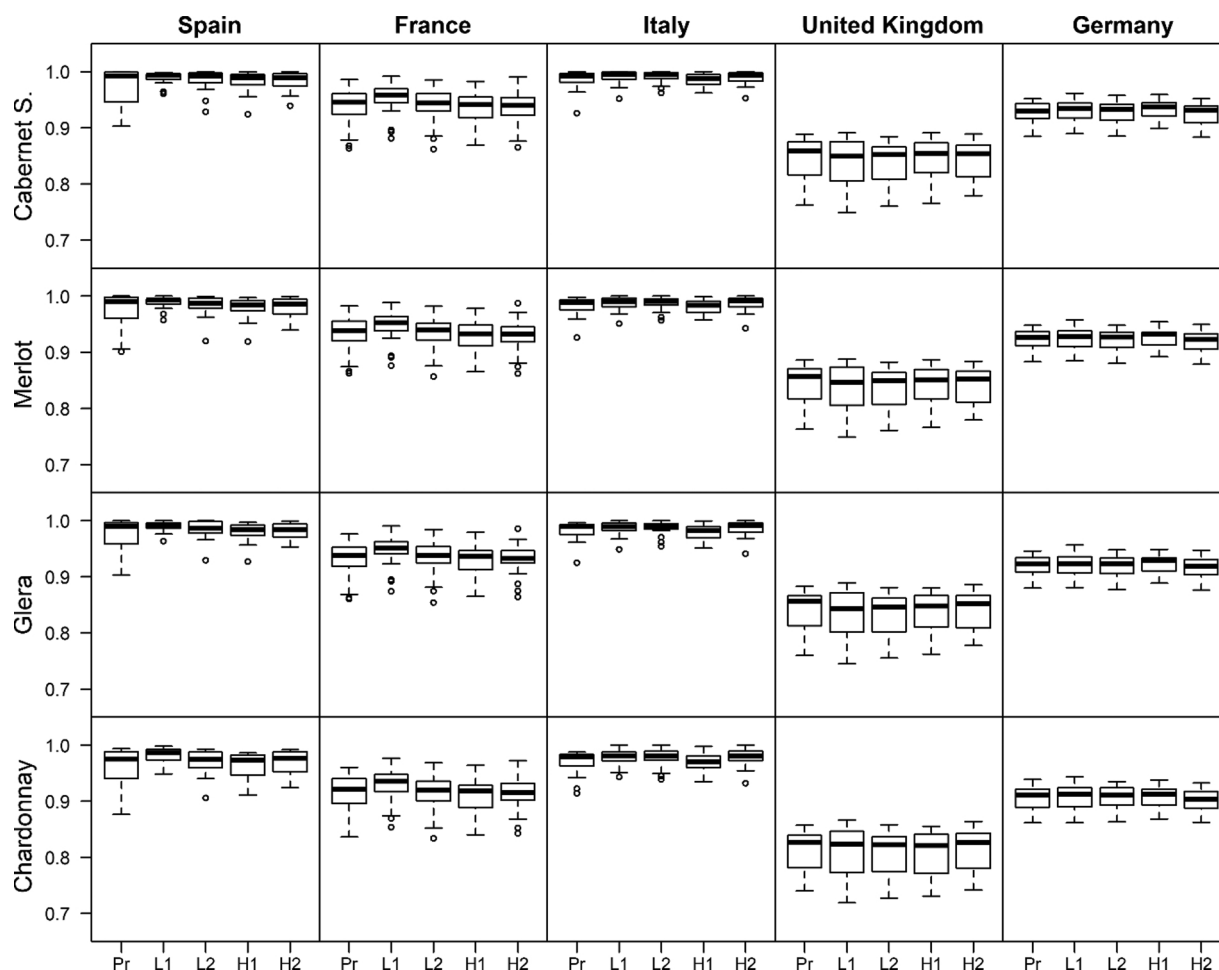 Spain France Italy United Kingdom Germany
Cabernet S.
1.0
0.9
0.8
0.7
Merlot
1.0
0.9
0.8
0.7
Glera
1.0
0.9
0.8
0.7
Chardonnay
1.0
0.9
0.8
0.7
Pr L1 L2 H1 H2 Pr L1 L2 H1 H2 Pr L1 L2 H1 H2 Pr L1 L2 H1 H2 Pr L1 L2 H1 H2